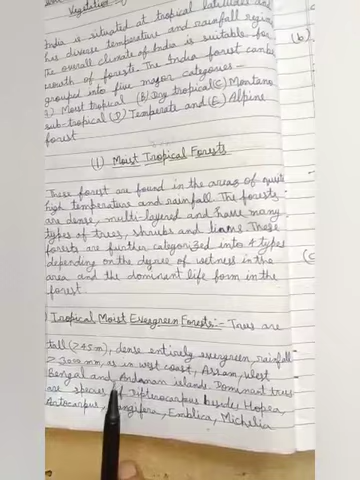 Vegetation of
India is situated at tropical latitudes and
has diverse temperature and rainfall regim
The overall climate of India is suitable for
growth of forests. The India forest can be
grouped into five major categories -
Moist tropical (B) Dry tropical (C) Montane
sub-tropical (D) Temperate and (E) Alpine
forest
(b)
(1) Moist Tropical Forests
These forest are found in the areas of quite
high temperature and rainfall. The forests
are dense, multi-layered and have many
types of trees, shrubs and lians. These
forests are further categorized into 4 types
depending on the degree of wetness in the
area and the dominant life form in the
forest.
(c
Tropical Moist Evergreen Forests:- Trees are
tall (>45m), dense entirely evergreen, rainfall
>3000mm, as in west coast, Assam, west
Bengal and Andaman islands. Dominant trees
are species of Dipterocarpus besides Hopea,
Artocarpus, Mangifera, Emblica, Michelia